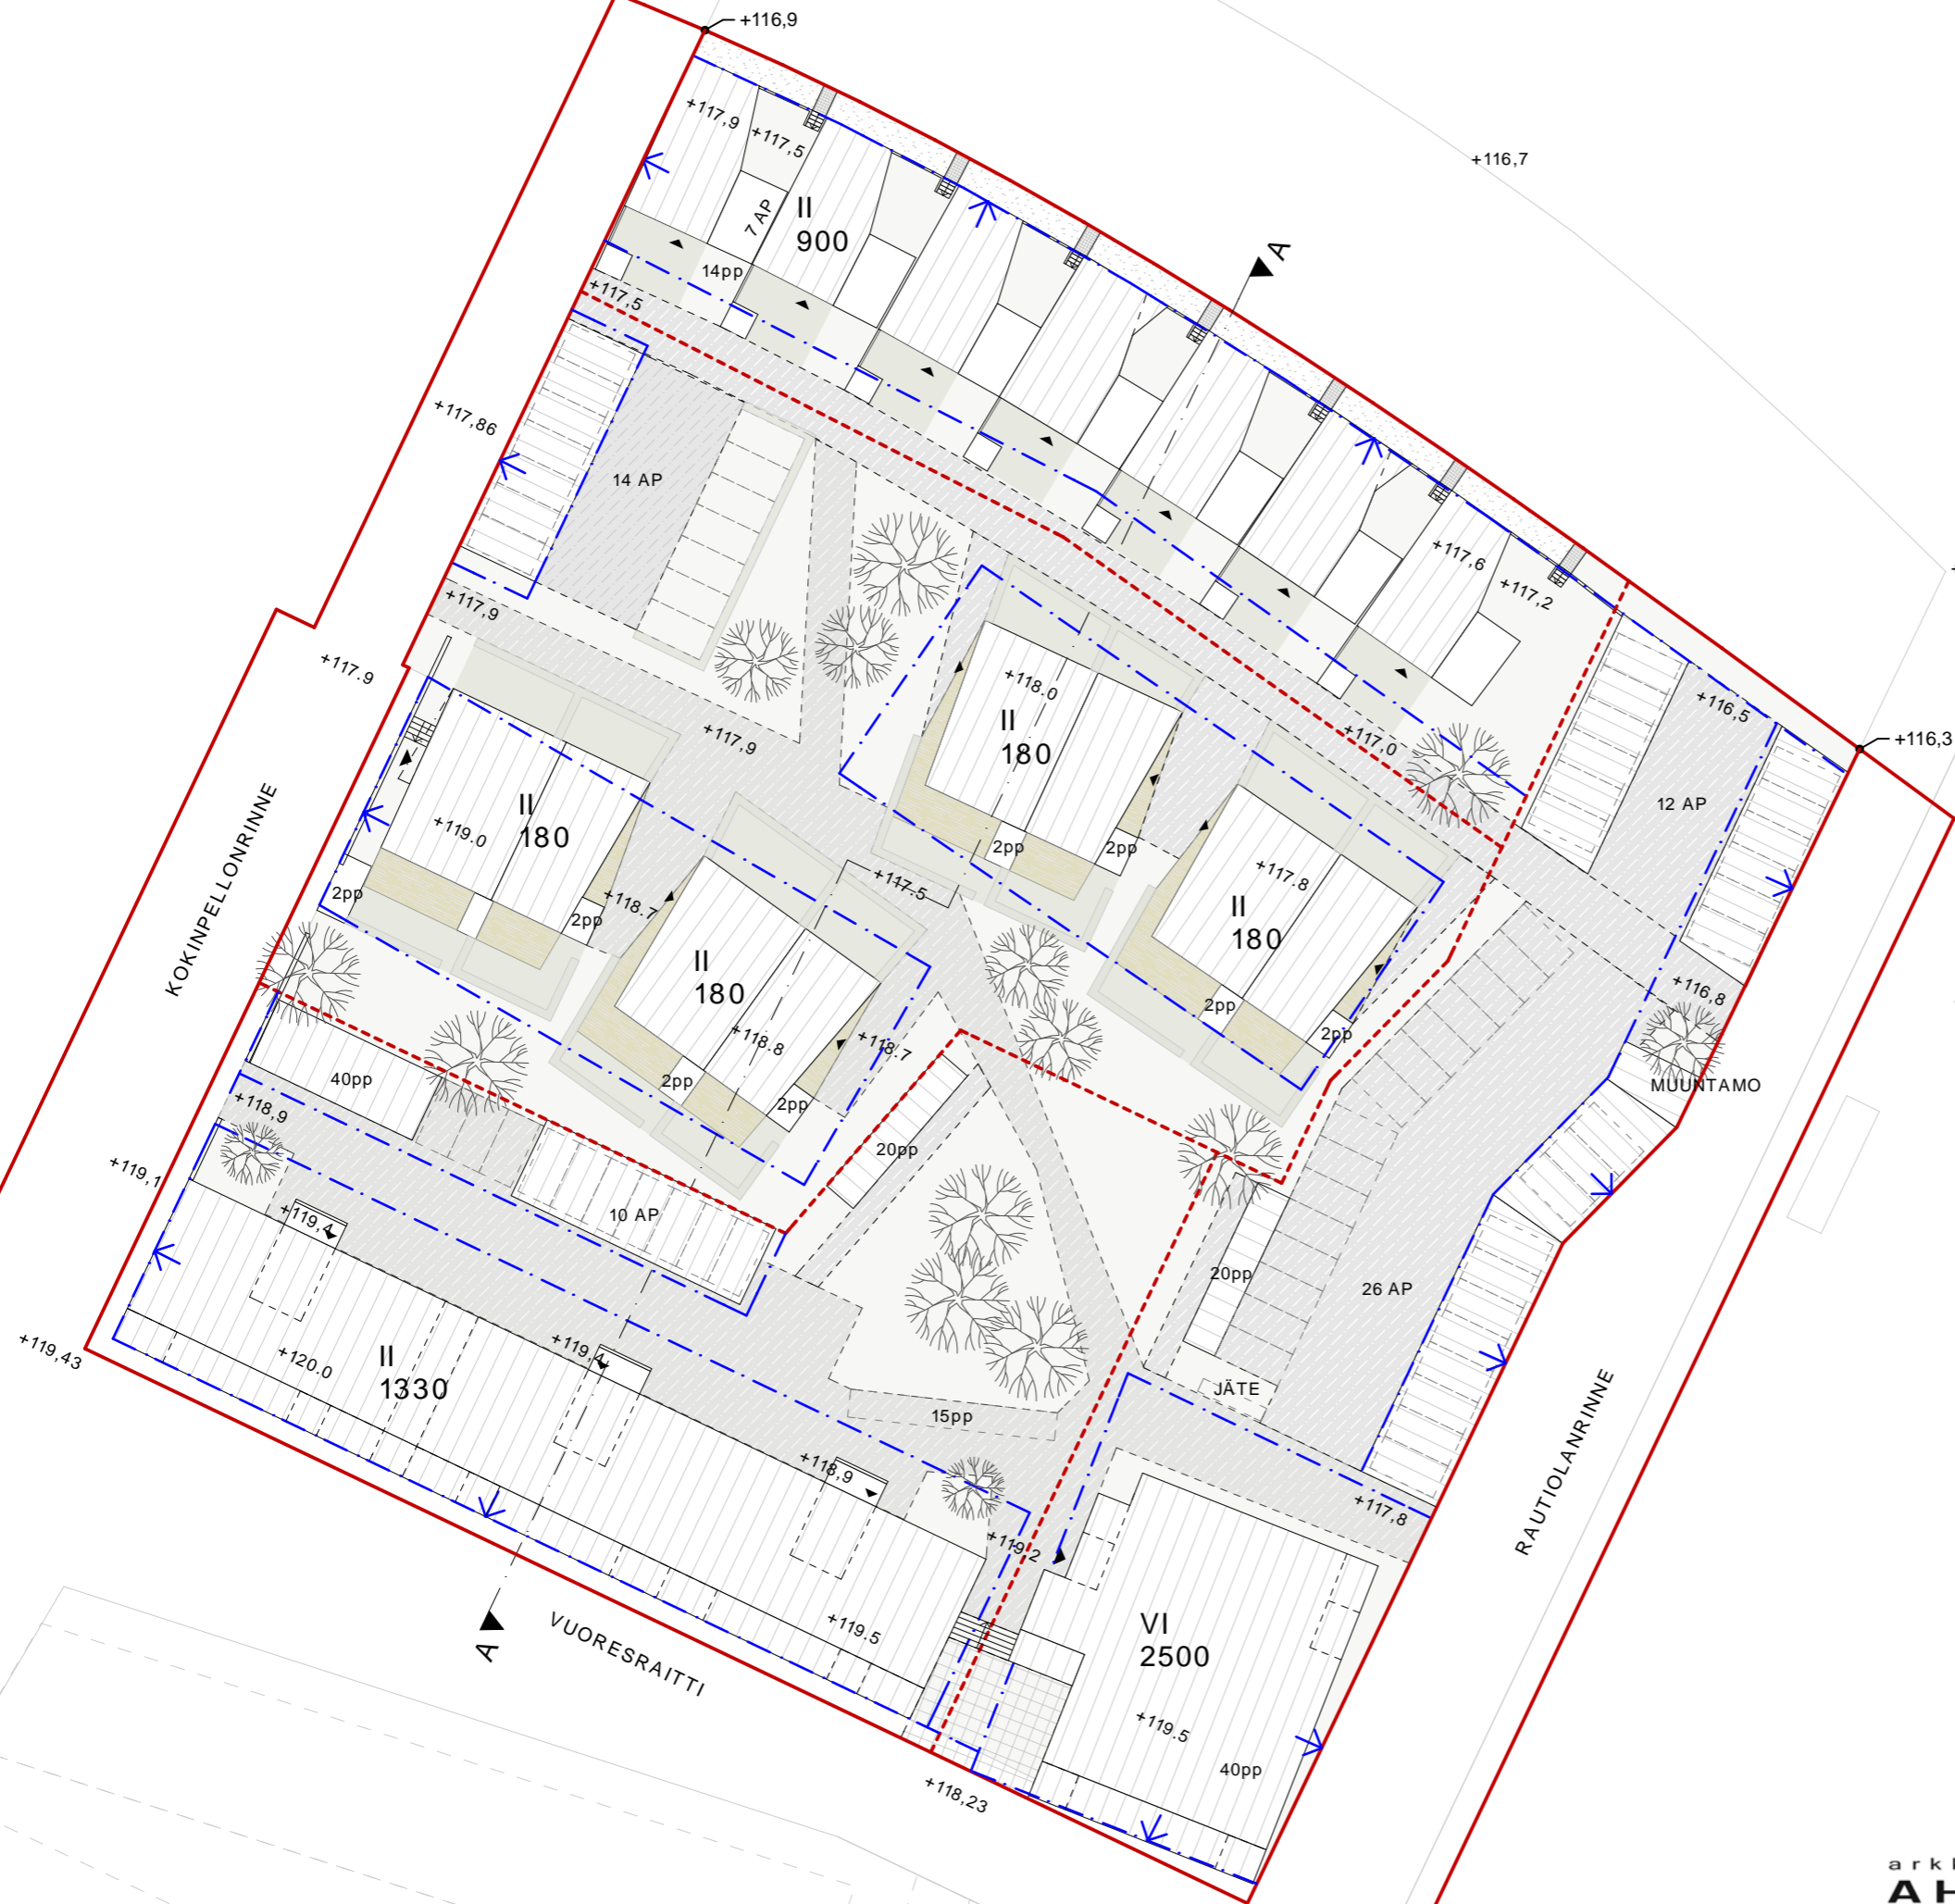 +116,9
+116,7
+117,9
+117,5
7 AP
II
900
A
14pp
+117,5
+117,86
14 AP
+117,6
+117,2
+117,9
+117.9
+118.0
II
180
+117,9
+117,0
+116,5
+116,3
12 AP
II
180
+119.0
2pp
2pp
2pp
2pp
+117.5
+118.7
+117.8
II
180
KOKINPELLONRINNE
II
180
+118.8
+118.7
2pp
2pp
2pp
2pp
+116,8
MUUNTAMO
40pp
+118,9
20pp
+119,1
10 AP
+119,4
20pp
26 AP
+119,43
+120.0
II
1330
+119,4
JÄTE
15pp
+118,9
+117,8
RAUTIOLANRINNE
+119.2
A
VUORESRAITTI
+119.5
VI
2500
+119.5
40pp
+118,23